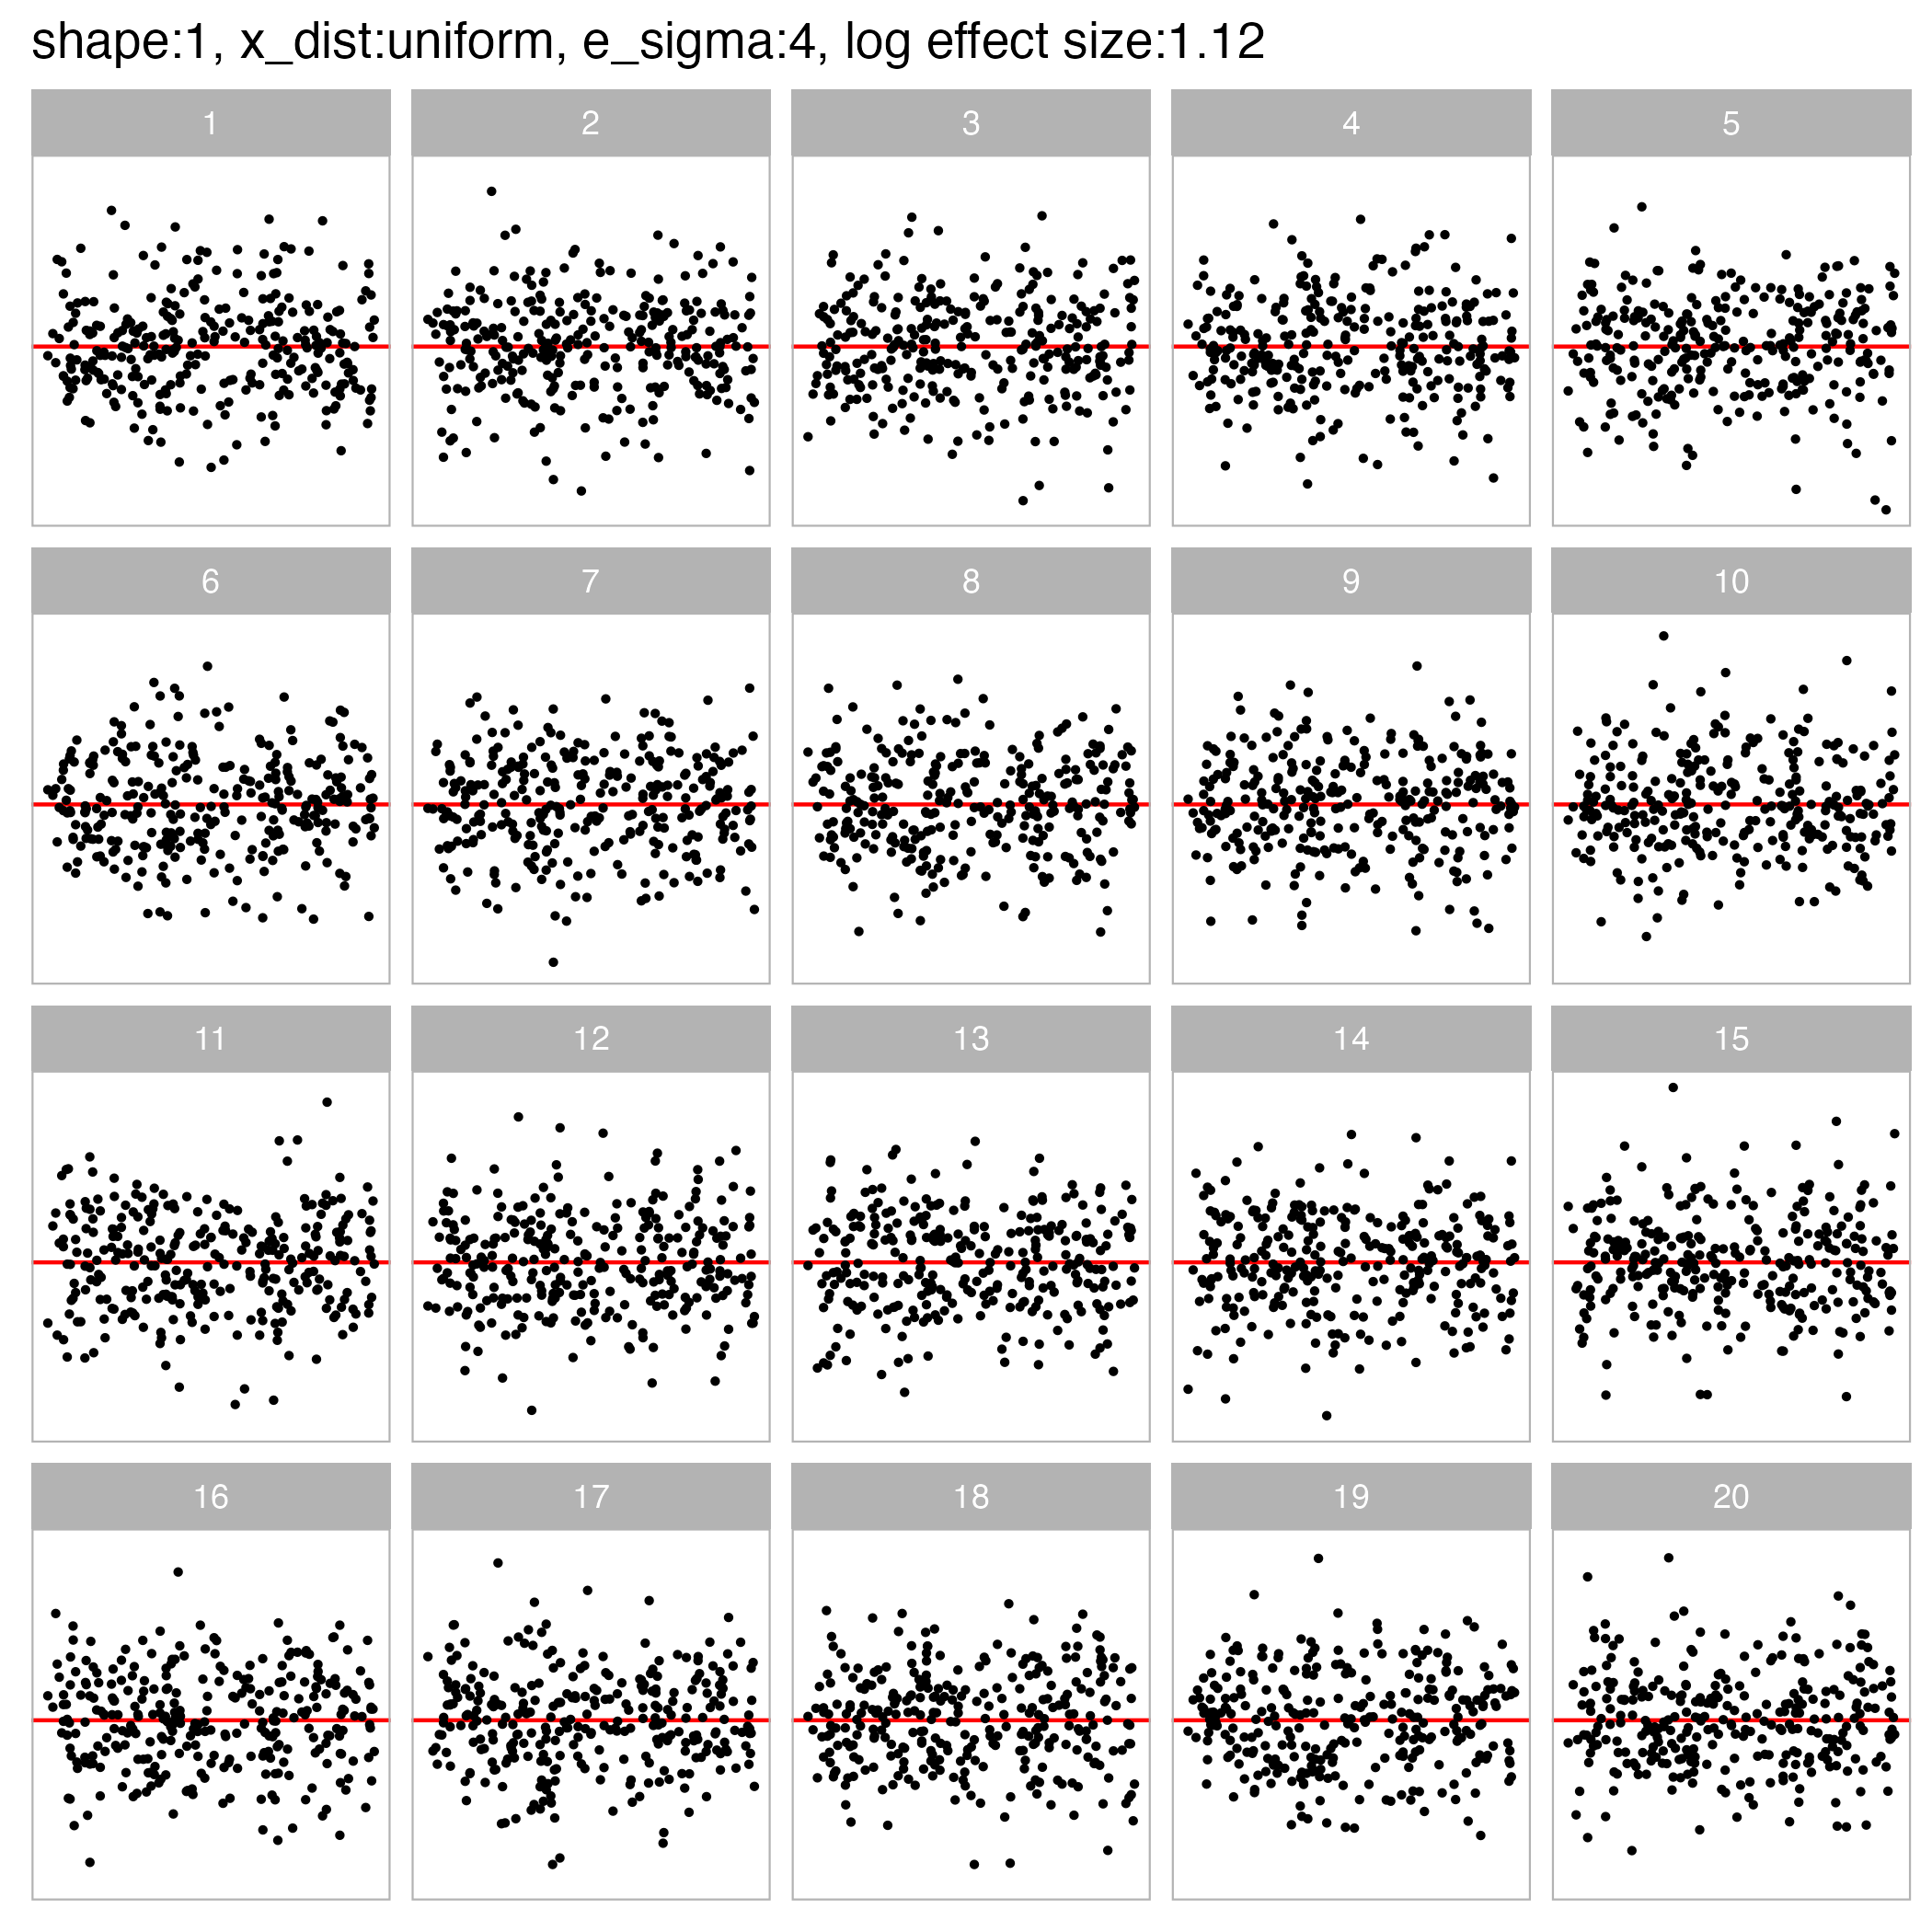 shape:1, x_dist:uniform, e_sigma:4, log effect size:1.12
1 2 3 4 5
6 7 8 9 10
11 12 13 14 15
16 17 18 19 20